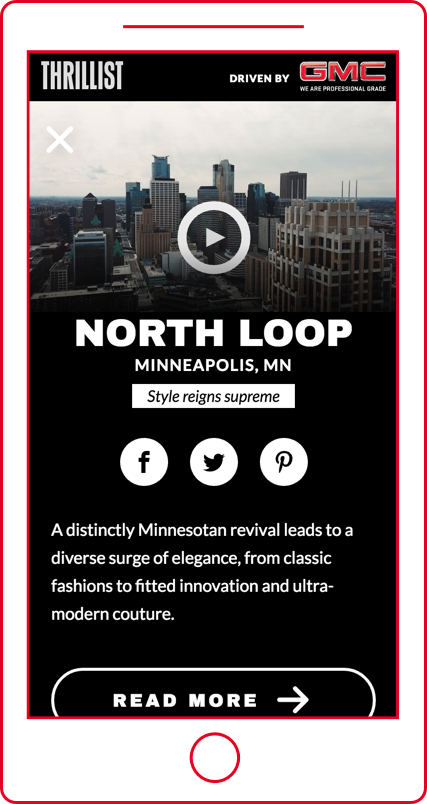 THRILLIST
DRIVEN BY GMC
WE ARE PROFESSIONAL GRADE
NORTH LOOP
MINNEAPOLIS, MN
Style reigns supreme
A distinctly Minnesotan revival leads to a
diverse surge of elegance, from classic
fashions to fitted innovation and ultra-
modern couture.
READ MORE